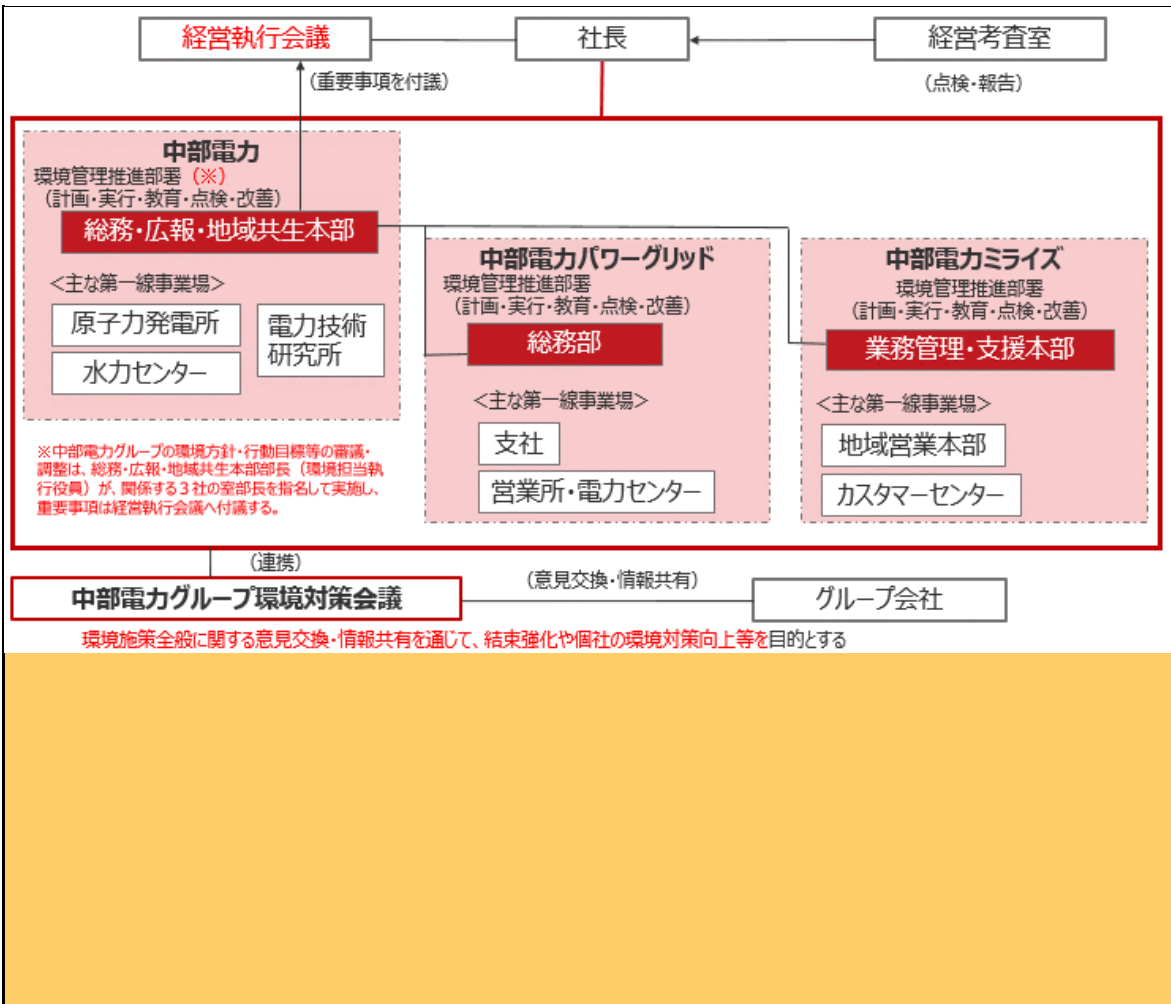 経営執行会議
社長
経営考査室
(重要事項を付議)
(点検・報告)
中部電力
環境管理推進部署 (※)
(計画・実行・教育・点検・改善)
総務・広報・地域共生本部
<主な第一線事業場>
原子力発電所
水力センター
電力技術
研究所
※中部電力グループの環境方針・行動目標等の審議・
調整は、総務・広報・地域共生本部部長(環境担当執
行役員)が、関係する3社の室部長を指名して実施し、
重要事項は経営執行会議へ付議する。
中部電力パワーグリッド
環境管理推進部署
(計画・実行・教育・点検・改善)
総務部
<主な第一線事業場>
支社
営業所・電力センター
中部電力ミライズ
環境管理推進部署
(計画・実行・教育・点検・改善)
業務管理・支援本部
<主な第一線事業場>
地域営業本部
カスタマーセンター
(連携)
中部電力グループ環境対策会議
(意見交換・情報共有)
グループ会社
環境施策全般に関する意見交換・情報共有を通じて、結束強化や個社の環境対策向上等を目的とする